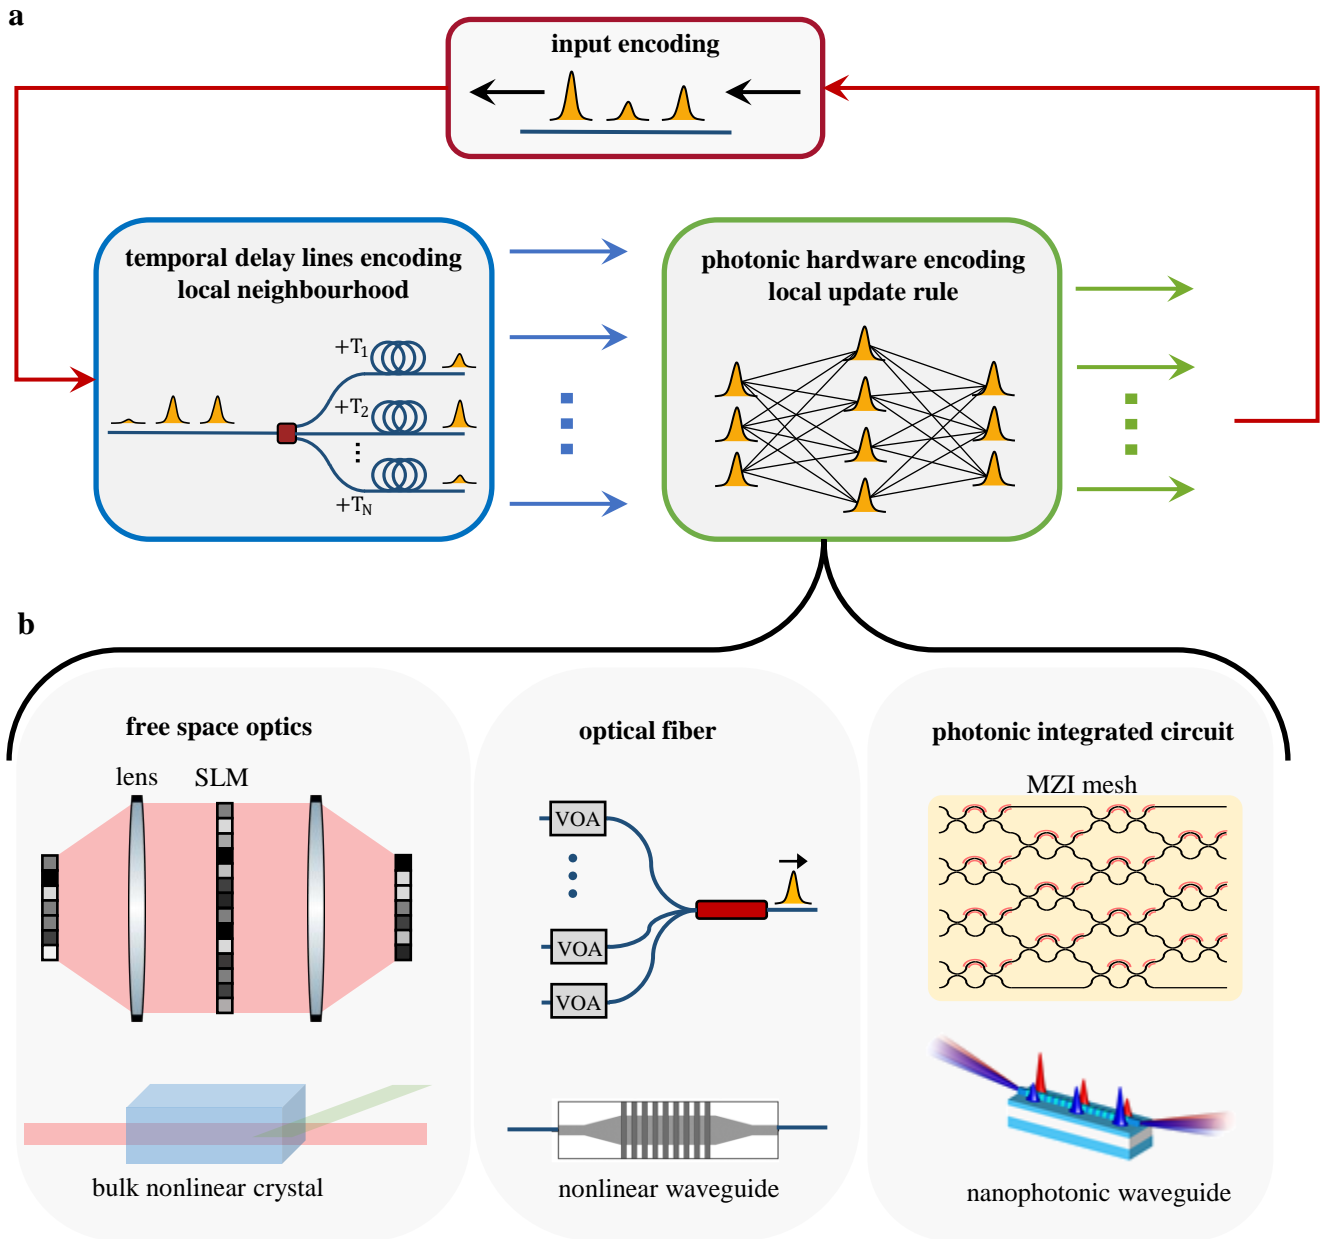 a
input encoding
temporal delay lines encoding
local neighbourhood
+T1
+T2
+TN
photonic hardware encoding
local update rule
b
free space optics
lens SLM
bulk nonlinear crystal
optical fiber
VOA
VOA
VOA
nonlinear waveguide
photonic integrated circuit
MZI mesh
nanophotonic waveguide